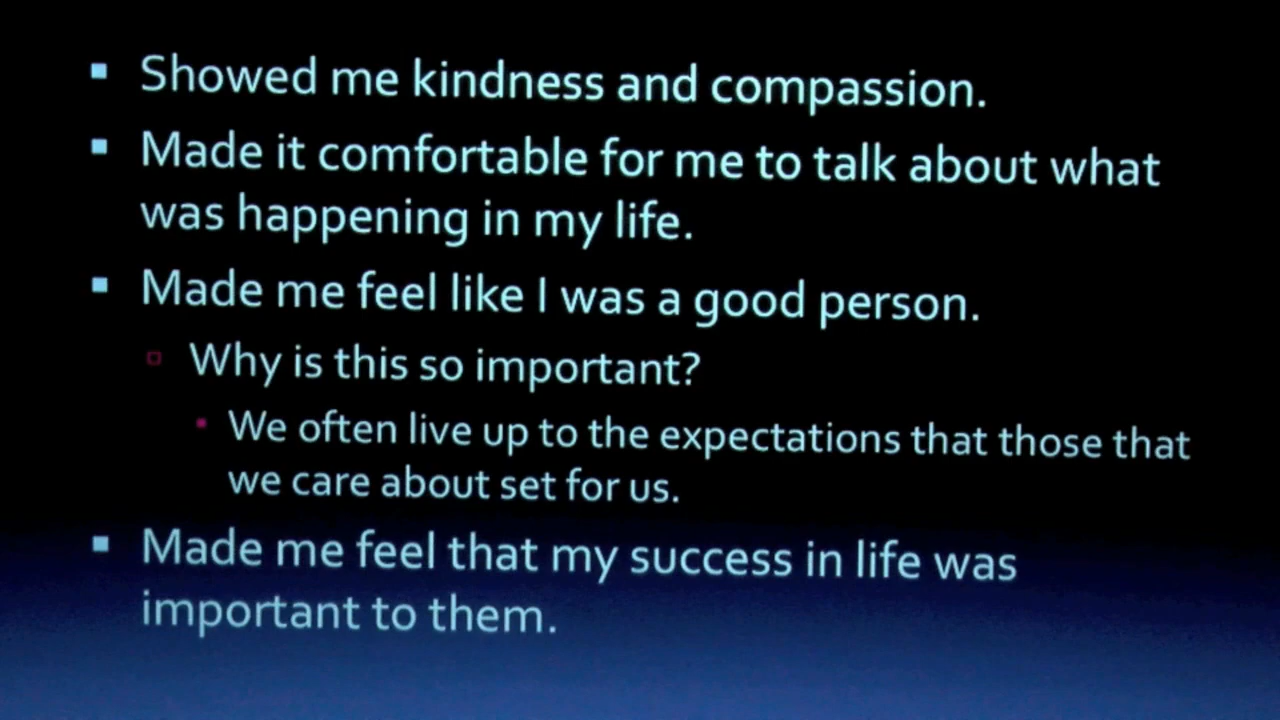 Showed me kindness and compassion.
Made it comfortable for me to talk about what
was happening in my life.
Made me feel like I was a good person.
Why is this so important?
We often live up to the expectations that those that
we care about set for us.
Made me feel that my success in life was
important to them.